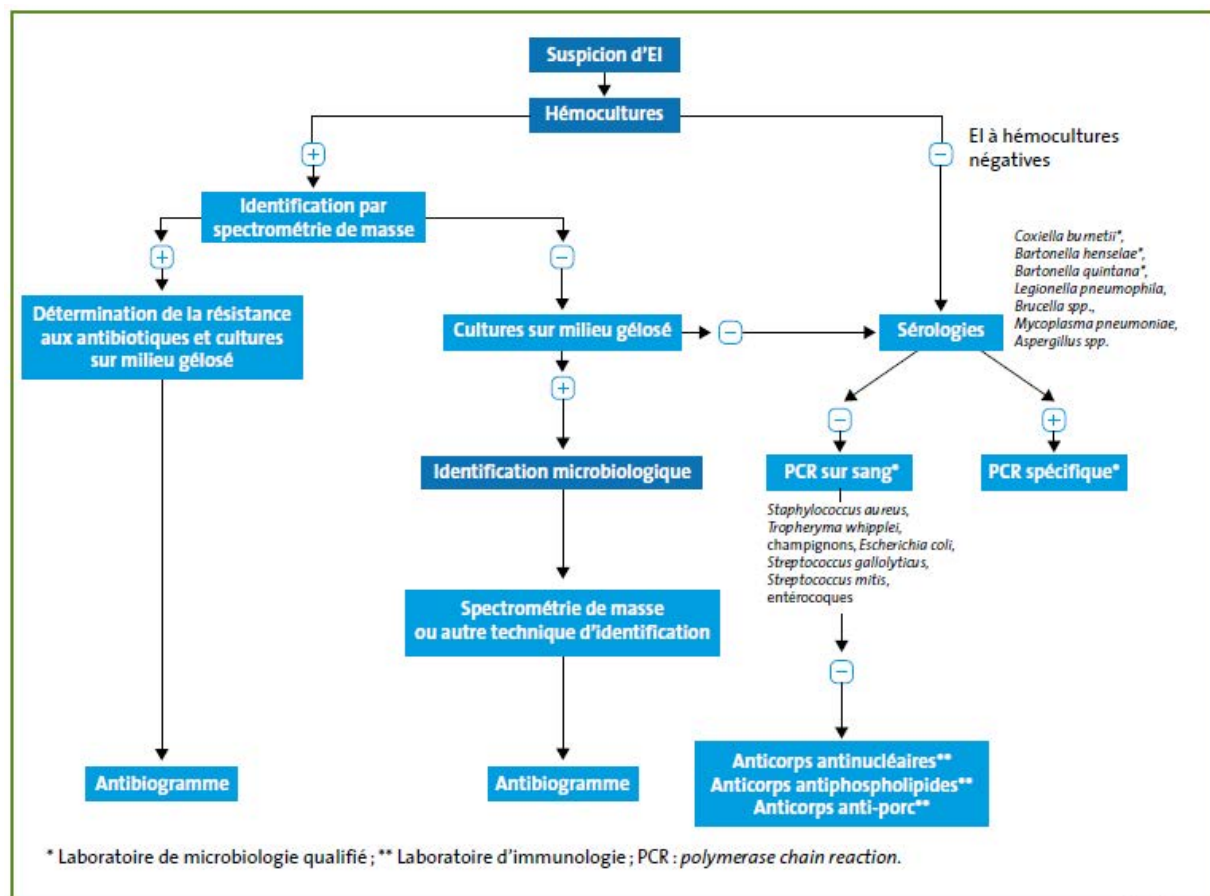 Suspicion d'EI
Hémocultures
+
−
EI à hémocultures
négatives
Identification par
spectrométrie de masse
+
−
Coxiella burnetii*,
Bartonella henselae*,
Bartonella quintana*,
Legionella pneumophila,
Brucella spp.,
Mycoplasma pneumoniae,
Aspergillus spp.
Détermination de la résistance
aux antibiotiques et cultures
sur milieu gélosé
Cultures sur milieu gélosé
−
Sérologies
+
−
+
Identification microbiologique
PCR sur sang*
PCR spécifique*
Staphylococcus aureus,
Tropheryma whipplei,
champignons, Escherichia coli,
Streptococcus gallolyticus,
Streptococcus mitis,
entérocoques
Spectrométrie de masse
ou autre technique d'identification
−
Antibiogramme
Antibiogramme
Anticorps antinucléaires**
Anticorps antiphospholipides**
Anticorps anti-porc**
* Laboratoire de microbiologie qualifié ; ** Laboratoire d'immunologie ; PCR : polymerase chain reaction.